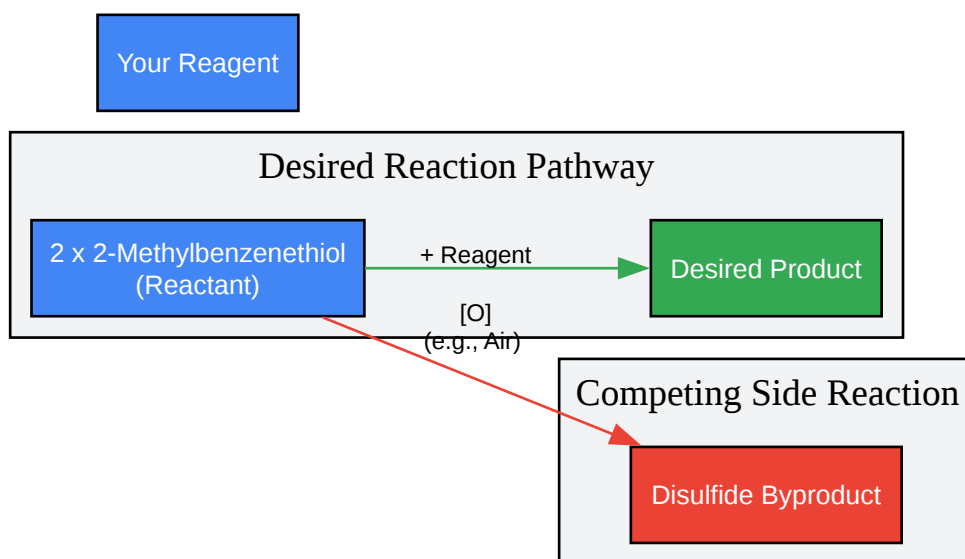 Your Reagent
Desired Reaction Pathway
2 x 2-Methylbenzenethiol
(Reactant)
+ Reagent
Desired Product
[O]
(e.g., Air)
Competing Side Reaction
Disulfide Byproduct